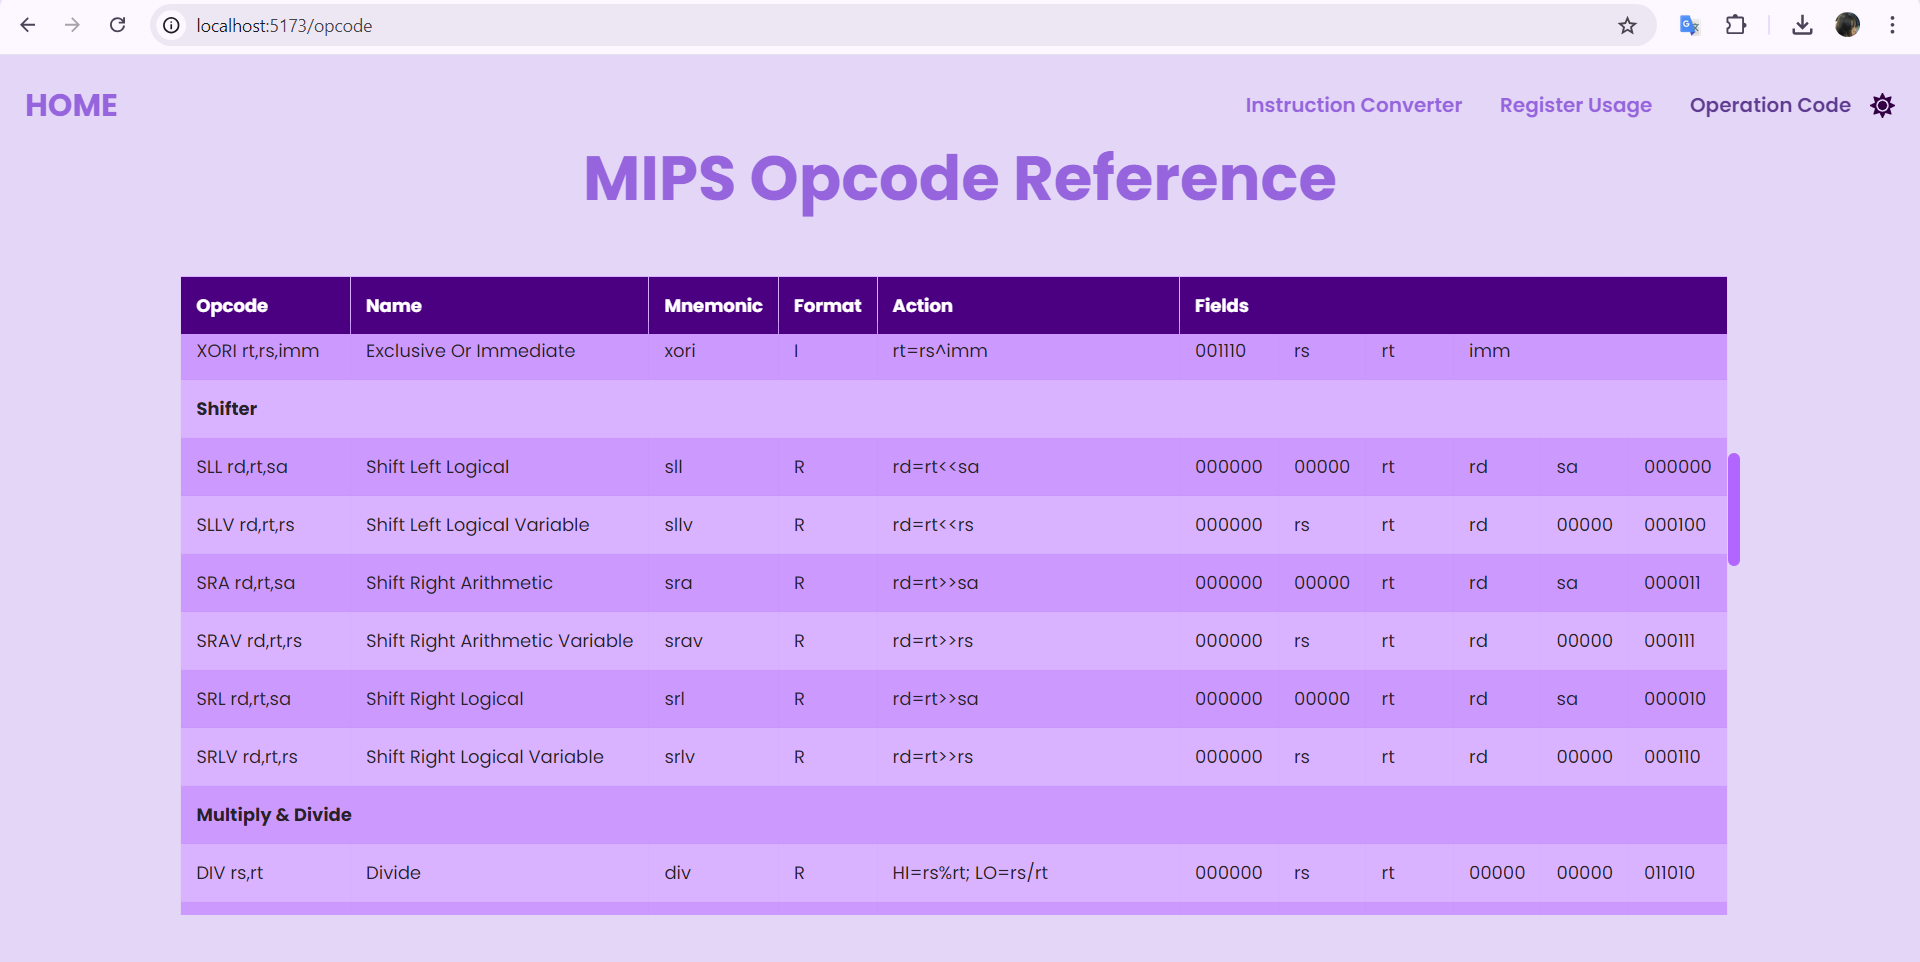 localhost:5173/opcode
HOME Instruction Converter Register Usage Operation Code
MIPS Opcode Reference
Opcode Name Mnemonic Format Action Fields
XORI rt,rs,imm Exclusive Or Immediate xori I rt=rs^imm 001110 rs rt imm
Shifter
SLL rd,rt,sa Shift Left Logical sll R rd=rt<<sa 000000 00000 rt rd sa 000000
SLLV rd,rt,rs Shift Left Logical Variable sllv R rd=rt<<rs 000000 rs rt rd 00000 000100
SRA rd,rt,sa Shift Right Arithmetic sra R rd=rt>>sa 000000 00000 rt rd sa 000011
SRAV rd,rt,rs Shift Right Arithmetic Variable srav R rd=rt>>rs 000000 rs rt rd 00000 000111
SRL rd,rt,sa Shift Right Logical srl R rd=rt>>sa 000000 00000 rt rd sa 000010
SRLV rd,rt,rs Shift Right Logical Variable srlv R rd=rt>>rs 000000 rs rt rd 00000 000110
Multiply & Divide
DIV rs,rt Divide div R HI=rs%rt; LO=rs/rt 000000 rs rt 00000 00000 011010